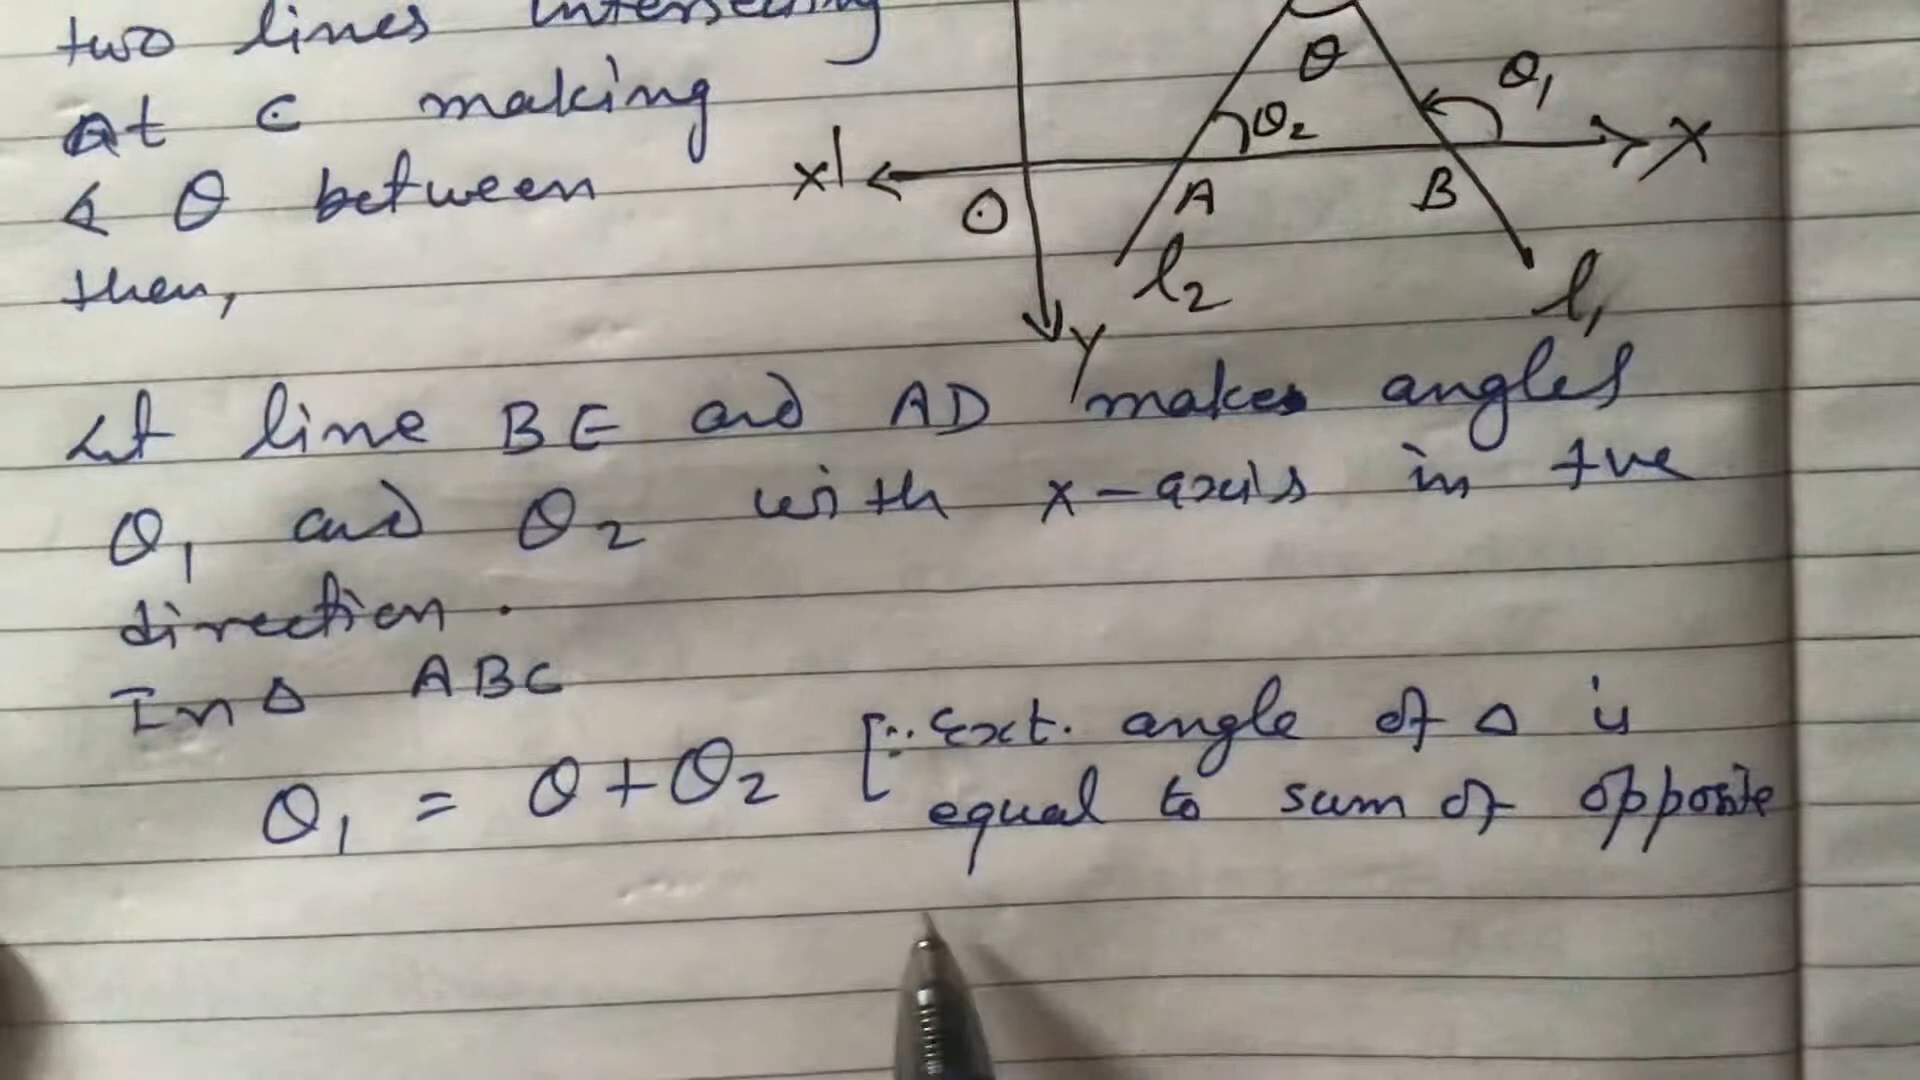 two lines intersecting
at C making
∠ θ between
then,
θ
θ1
θ2
X'
X
O
A
B
l2
l1
Y'
Let line BE and AD makes angles
θ1 and θ2 with x-axis in +ve
direction.
In Δ ABC
θ1 = θ+θ2 [∵ Ext. angle of Δ is
equal to sum of opposite